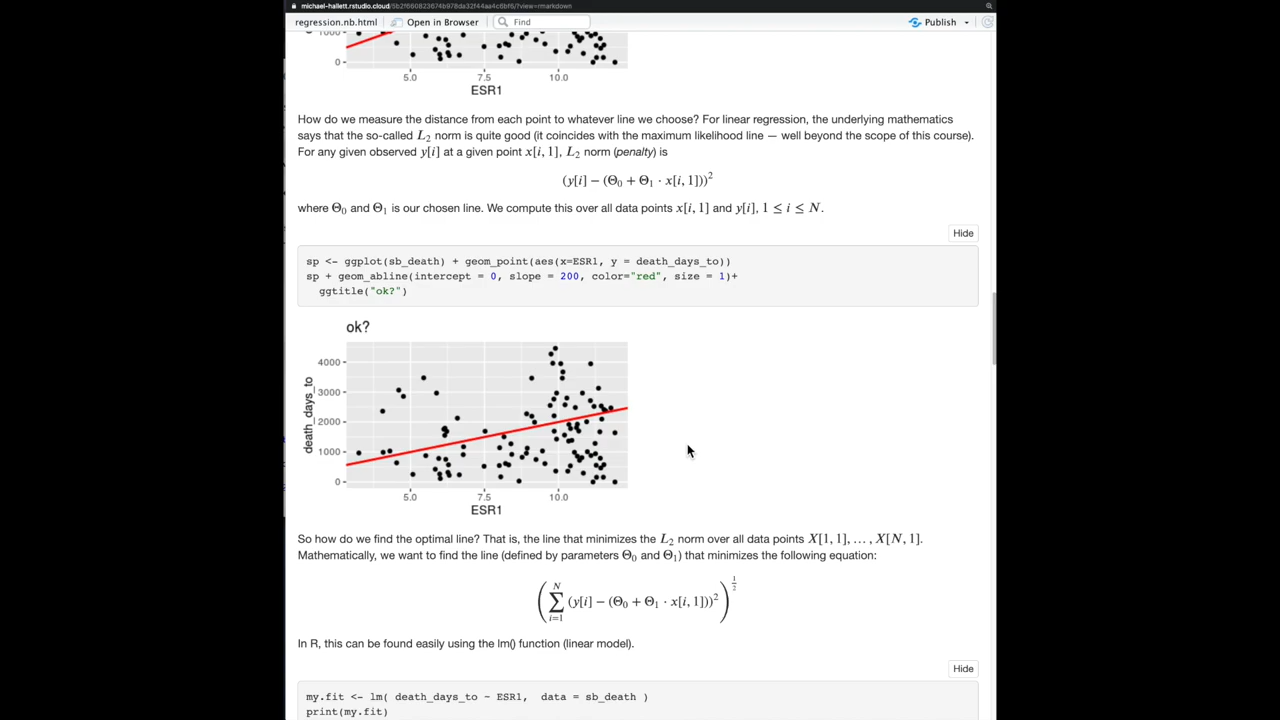 michael-hallett.rstudio.cloud/5b2f660823674b978da32f44aa4c6bf6/?view=rmarkdown
regression.nb.html Open in Browser Find Publish
1000
0
5.0 7.5 10.0
ESR1
How do we measure the distance from each point to whatever line we choose? For linear regression, the underlying mathematics
says that the so-called L₂ norm is quite good (it coincides with the maximum likelihood line — well beyond the scope of this course).
For any given observed y[i] at a given point x[i, 1], L₂ norm (penalty) is
(y[i] − (Θ₀ + Θ₁ · x[i, 1]))²
where Θ₀ and Θ₁ is our chosen line. We compute this over all data points x[i, 1] and y[i], 1 ≤ i ≤ N.
Hide
sp <- ggplot(sb_death) + geom_point(aes(x=ESR1, y = death_days_to))
sp + geom_abline(intercept = 0, slope = 200, color="red", size = 1)+
ggtitle("ok?")
ok?
death_days_to
4000
3000
2000
1000
0
5.0 7.5 10.0
ESR1
So how do we find the optimal line? That is, the line that minimizes the L₂ norm over all data points X[1, 1], … , X[N, 1].
Mathematically, we want to find the line (defined by parameters Θ₀ and Θ₁) that minimizes the following equation:
(∑ᵢ₌₁ᴺ (y[i] − (Θ₀ + Θ₁ · x[i, 1]))²)^½
In R, this can be found easily using the lm() function (linear model).
Hide
my.fit <- lm( death_days_to ~ ESR1, data = sb_death )
print(my.fit)